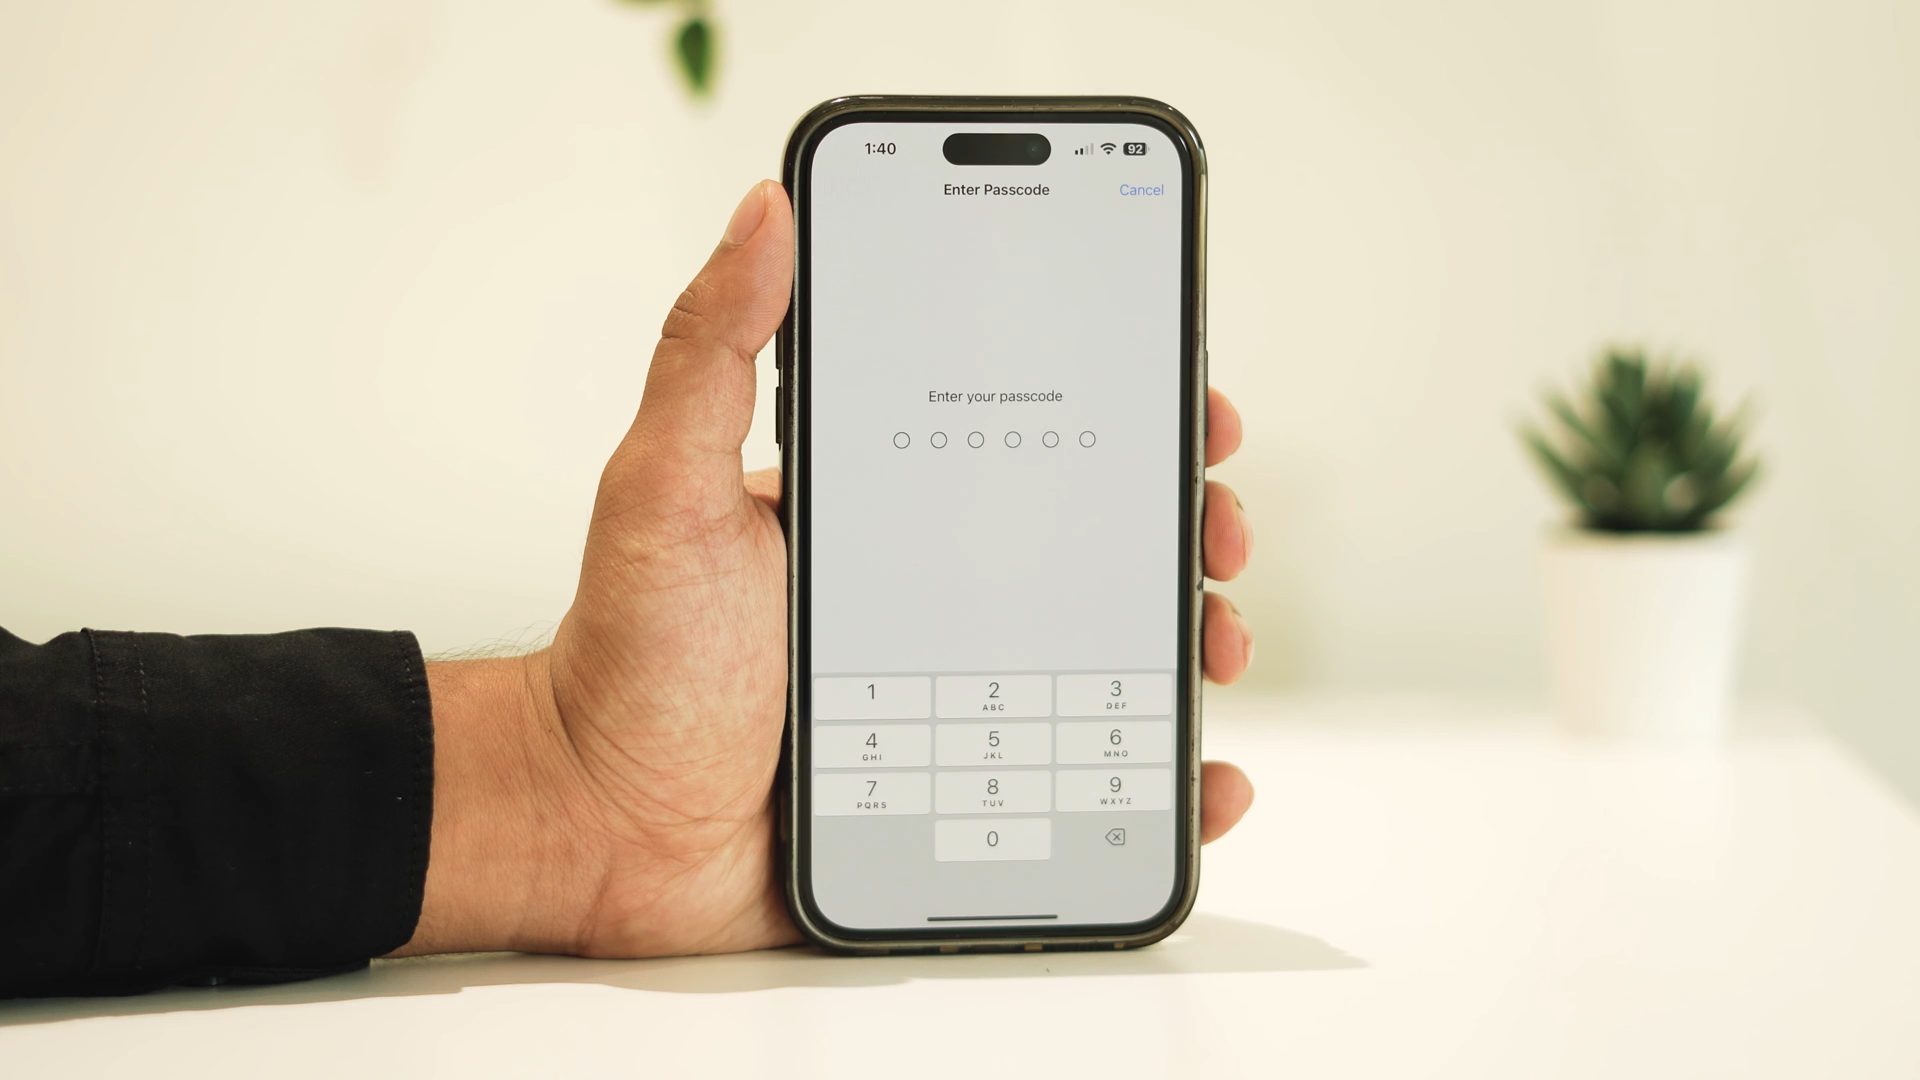 1:40 92
Enter Passcode Cancel
Enter your passcode
1 2 3
ABC DEF
4 5 6
GHI JKL MNO
7 8 9
PQRS TUV WXYZ
0